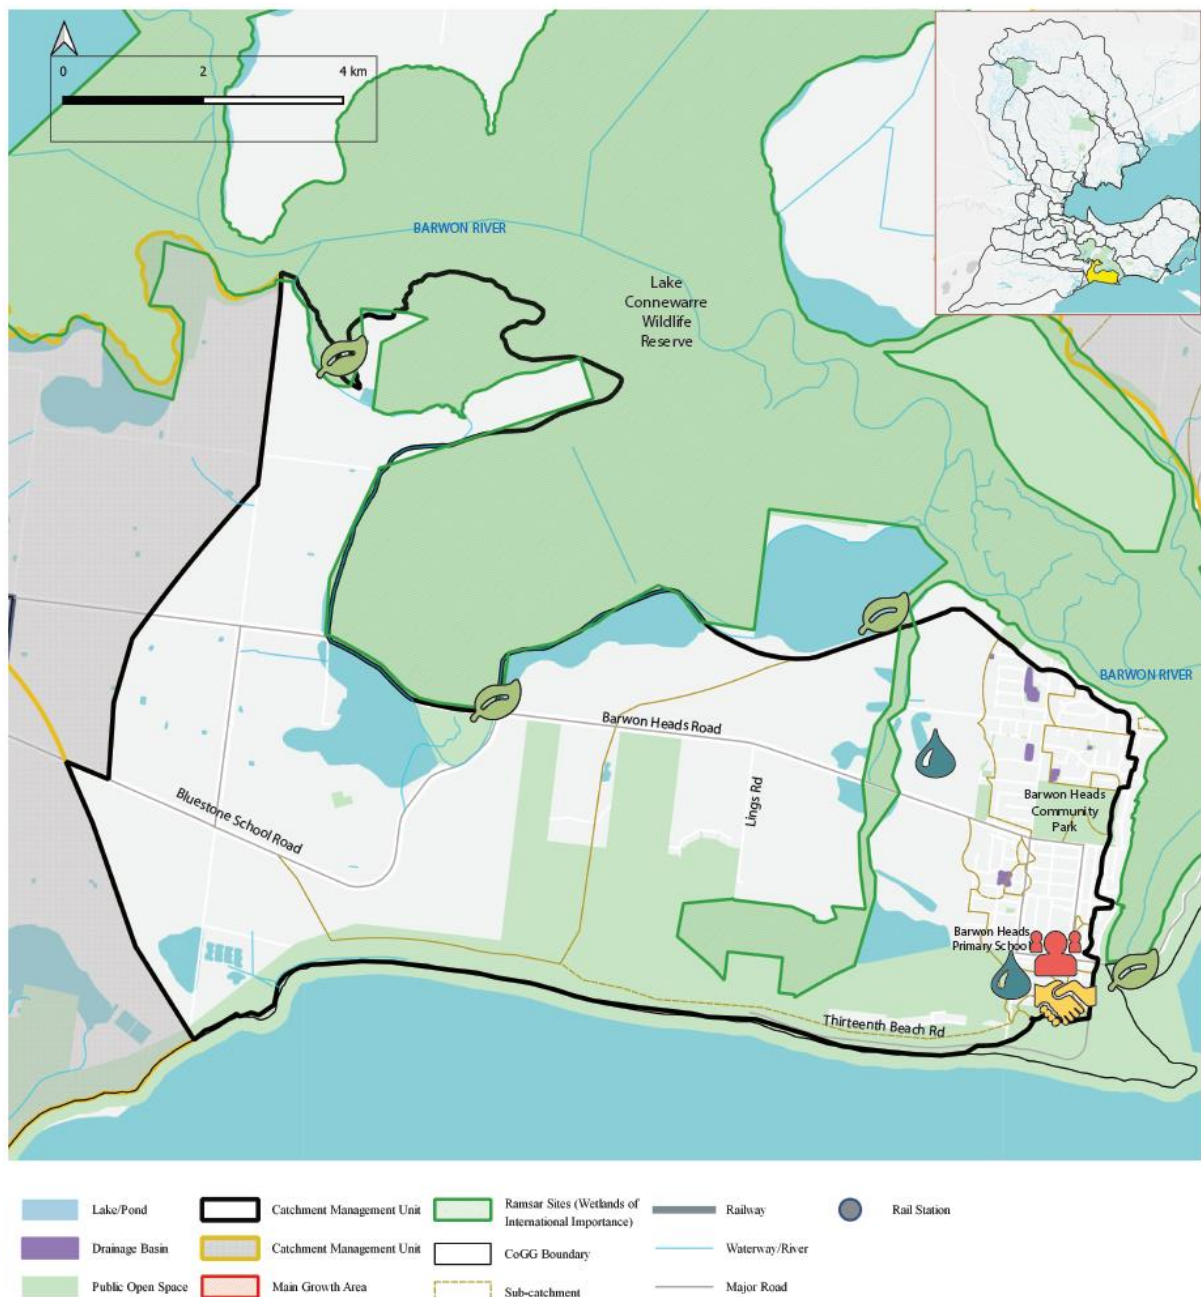 0 2 4 km
BARWON RIVER
Lake
Connewarre
Wildlife
Reserve
BARWON RIVER
Barwon Heads Road
Bluestone School Road
Lings Rd
Barwon Heads
Community
Park
Barwon Heads
Primary School
Thirteenth Beach Rd
Lake/Pond
Catchment Management Unit
Ramsar Sites (Wetlands of
International Importance)
Railway
Rail Station
Drainage Basin
Catchment Management Unit
CoGG Boundary
Waterway/River
Public Open Space
Main Growth Area
Sub-catchment
Major Road